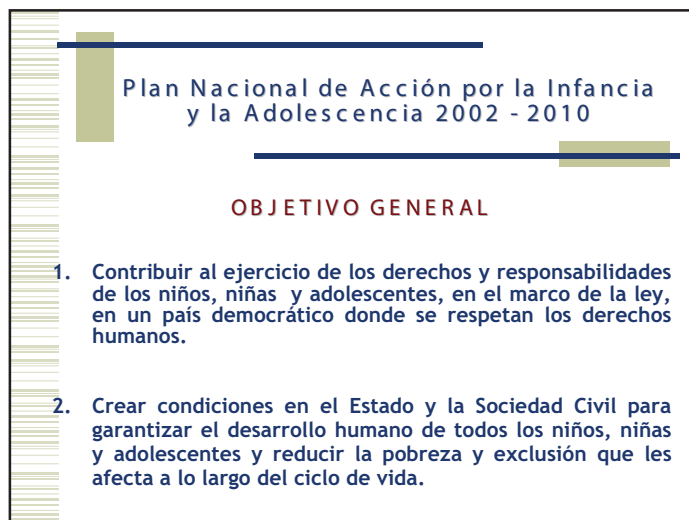 Plan Nacional de Acción por la Infancia
y la Adolescencia 2002 - 2010
OBJETIVO GENERAL
1. Contribuir al ejercicio de los derechos y responsabilidades
de los niños, niñas y adolescentes, en el marco de la ley,
en un país democrático donde se respetan los derechos
humanos.
2. Crear condiciones en el Estado y la Sociedad Civil para
garantizar el desarrollo humano de todos los niños, niñas
y adolescentes y reducir la pobreza y exclusión que les
afecta a lo largo del ciclo de vida.